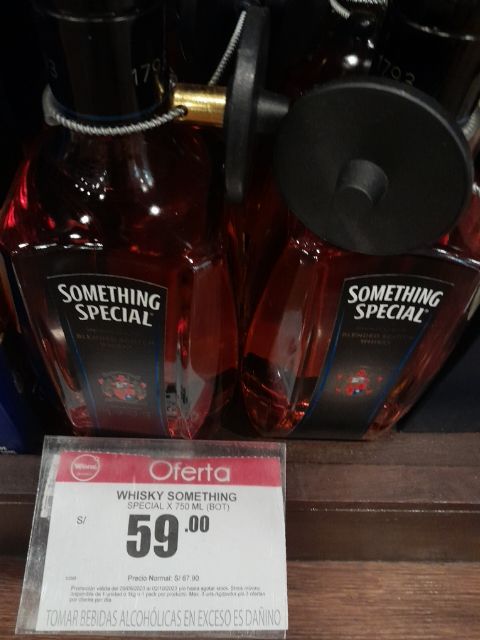 1793
1793
SOMETHING
SPECIAL
BLENDED SCOTCH
WHISKY
SOMETHING
SPECIAL
BLENDED SCOTCH
WHISKY
Wong
Oferta
WHISKY SOMETHING
SPECIAL X 750 ML (BOT)
S/
59.00
Precio Normal: S/ 67.90
TOMAR BEBIDAS ALCOHÓLICAS EN EXCESO ES DAÑINO